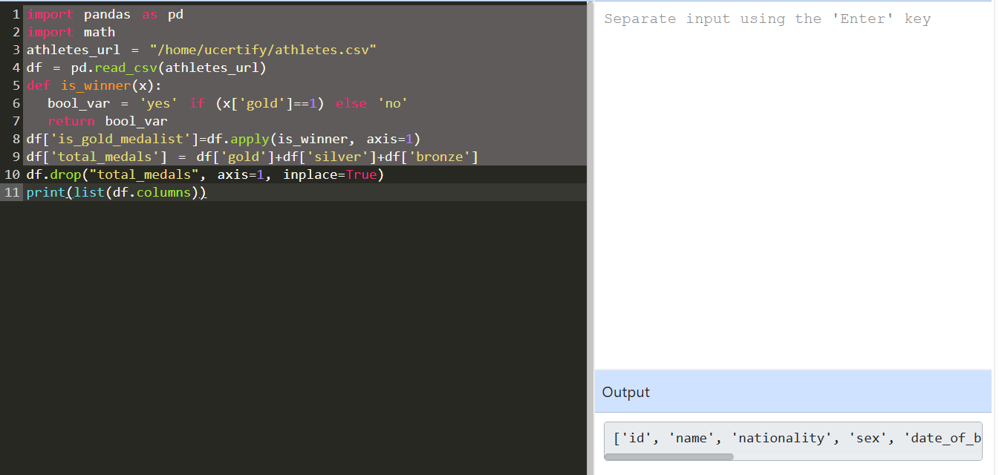 1 import pandas as pd
2 import math
3 athletes_url = "/home/ucertify/athletes.csv"
4 df = pd.read_csv(athletes_url)
5 def is_winner(x):
6 bool_var = 'yes' if (x['gold']==1) else 'no'
7 return bool_var
8 df['is_gold_medalist']=df.apply(is_winner, axis=1)
9 df['total_medals'] = df['gold']+df['silver']+df['bronze']
10 df.drop("total_medals", axis=1, inplace=True)
11 print(list(df.columns))
Separate input using the 'Enter' key
Output
['id', 'name', 'nationality', 'sex', 'date_of_b